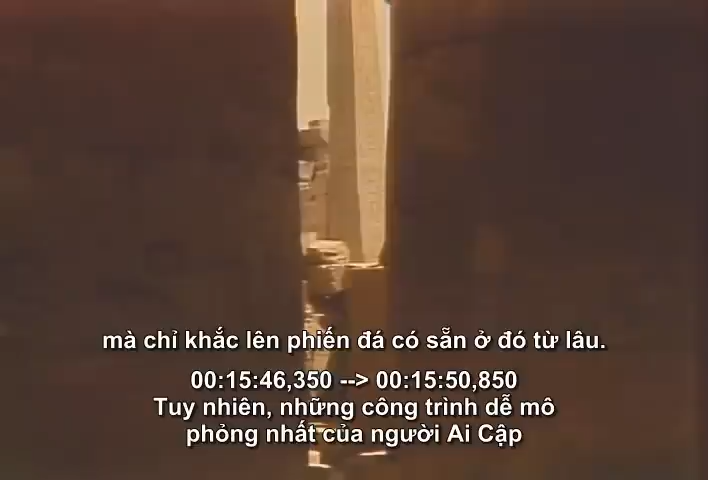 mà chỉ khắc lên phiến đá có sẵn ở đó từ lâu.
00:15:46,350 --> 00:15:50,850
Tuy nhiên, những công trình dễ mô
phỏng nhất của người Ai Cập